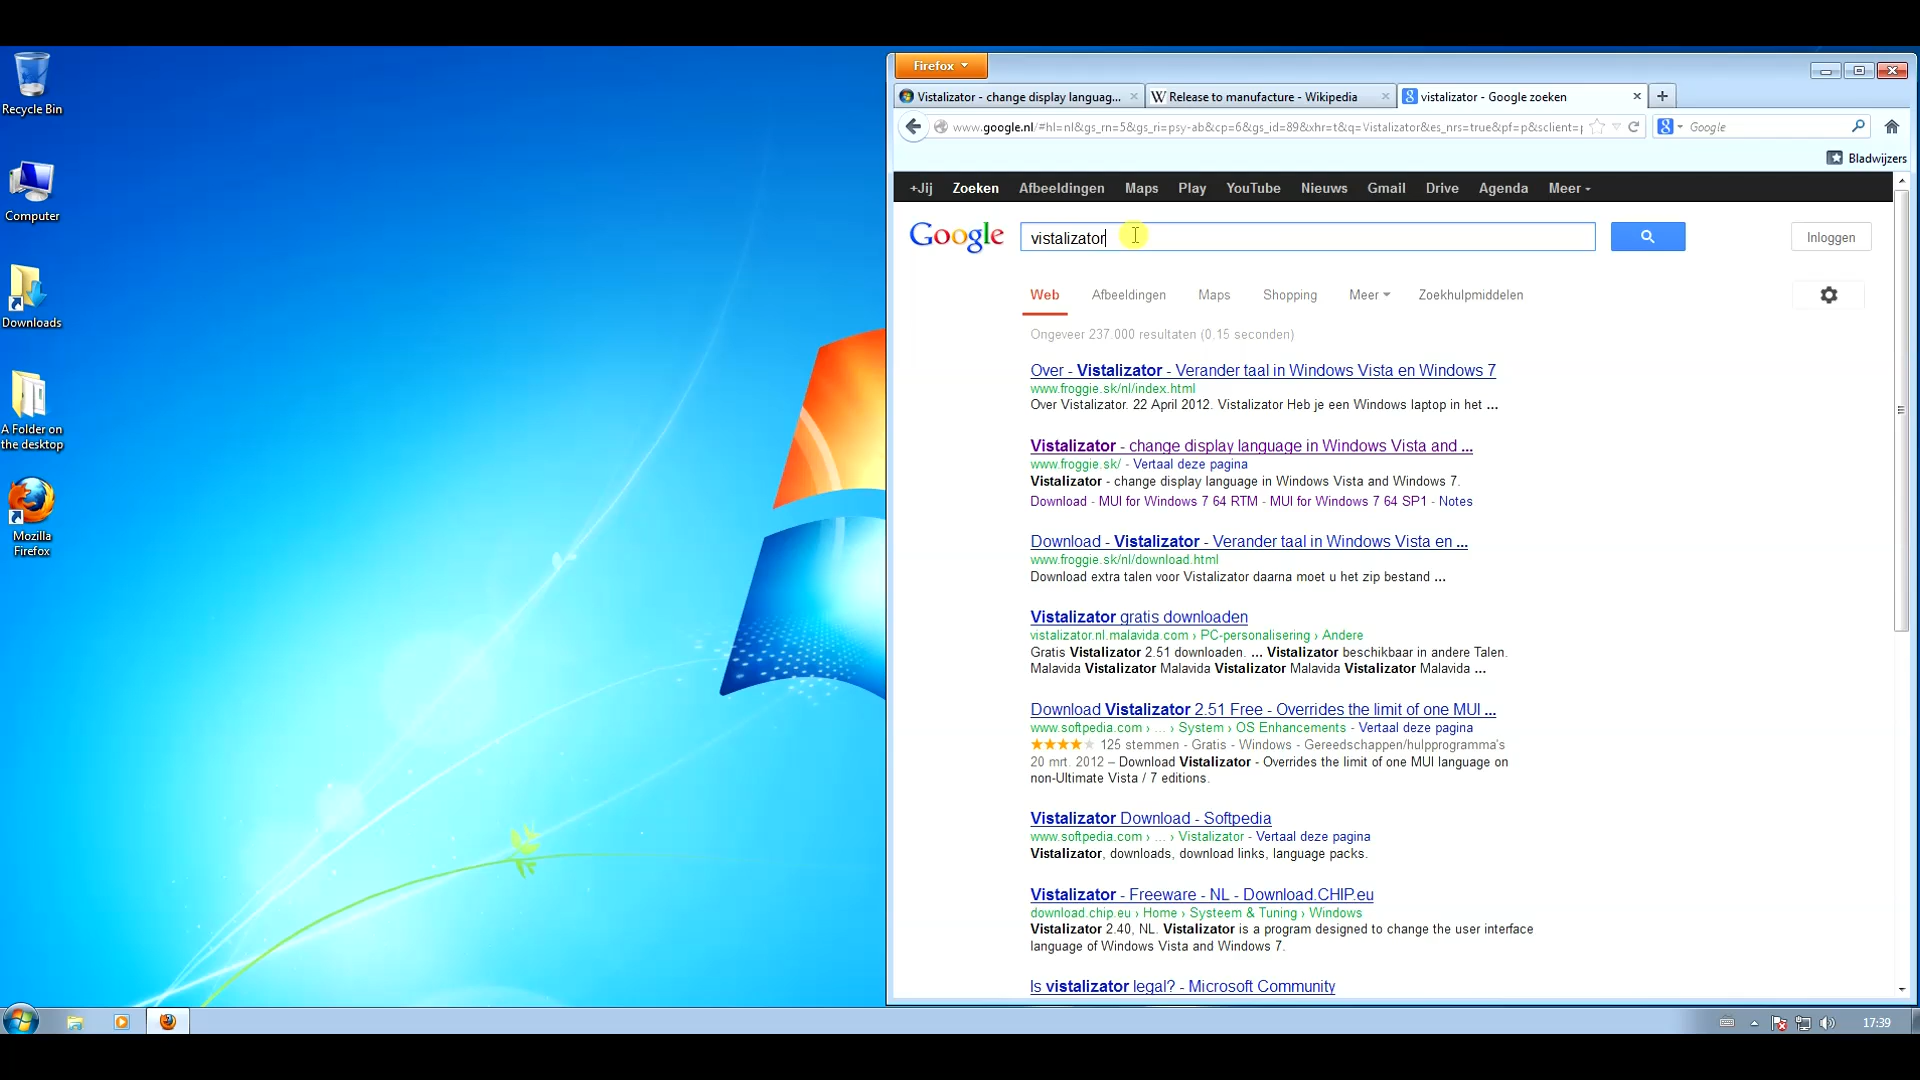 Recycle Bin
Computer
Downloads
A Folder on
the desktop
Mozilla
Firefox
Firefox
Vistalizator - change display languag...
Release to manufacture - Wikipedia
vistalizator - Google zoeken
www.google.nl/#hl=nl&gs_rn=5&gs_ri=psy-ab&cp=6&gs_id=89&xhr=t&q=Vistalizator&es_nrs=true&pf=p&sclient=
Google
Bladwijzers
+Jij Zoeken Afbeeldingen Maps Play YouTube Nieuws Gmail Drive Agenda Meer
Google
vistalizator
Inloggen
Web Afbeeldingen Maps Shopping Meer Zoekhulpmiddelen
Ongeveer 237.000 resultaten (0,15 seconden)
Over - Vistalizator - Verander taal in Windows Vista en Windows 7
www.froggie.sk/nl/index.html
Over Vistalizator. 22 April 2012. Vistalizator Heb je een Windows laptop in het ...
Vistalizator - change display language in Windows Vista and ...
www.froggie.sk/ - Vertaal deze pagina
Vistalizator - change display language in Windows Vista and Windows 7.
Download - MUI for Windows 7 64 RTM - MUI for Windows 7 64 SP1 - Notes
Download - Vistalizator - Verander taal in Windows Vista en ...
www.froggie.sk/nl/download.html
Download extra talen voor Vistalizator daarna moet u het zip bestand ...
Vistalizator gratis downloaden
vistalizator.nl.malavida.com › PC-personalisering › Andere
Gratis Vistalizator 2.51 downloaden. ... Vistalizator beschikbaar in andere Talen.
Malavida Vistalizator Malavida Vistalizator Malavida Vistalizator Malavida ...
Download Vistalizator 2.51 Free - Overrides the limit of one MUI ...
www.softpedia.com › ... › System › OS Enhancements - Vertaal deze pagina
125 stemmen - Gratis - Windows - Gereedschappen/hulpprogramma's
20 mrt. 2012 – Download Vistalizator - Overrides the limit of one MUI language on
non-Ultimate Vista / 7 editions.
Vistalizator Download - Softpedia
www.softpedia.com › ... › Vistalizator - Vertaal deze pagina
Vistalizator, downloads, download links, language packs.
Vistalizator - Freeware - NL - Download.CHIP.eu
download.chip.eu › Home › Systeem & Tuning › Windows
Vistalizator 2.40, NL. Vistalizator is a program designed to change the user interface
language of Windows Vista and Windows 7.
Is vistalizator legal? - Microsoft Community
17:39